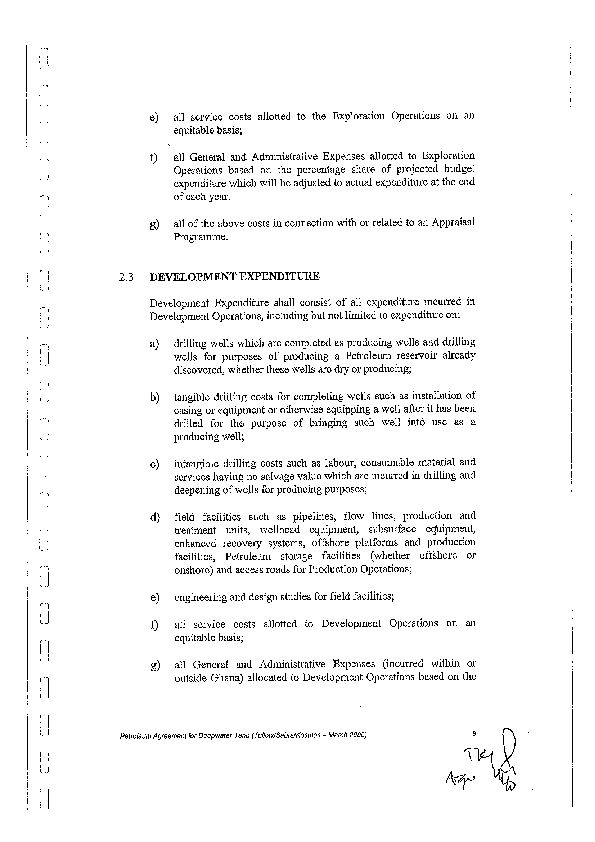 e) all service costs allotted to the Exploration Operations on an
equitable basis;
f) all General and Administrative Expenses allotted to Exploration
Operations based on the percentage share of projected budget
expenditure which will be adjusted to actual expenditure at the end
of each year.
g) all of the above costs in connection with or related to an Appraisal
Programme.
2.3 DEVELOPMENT EXPENDITURE
Development Expenditure shall consist of all expenditure incurred in
Development Operations, including but not limited to expenditure on:
a) drilling wells which are completed as producing wells and drilling
wells for purposes of producing a Petroleum reservoir already
discovered, whether these wells are dry or producing;
b) tangible drilling costs for completing wells such as installation of
casing or equipment or otherwise equipping a well after it has been
drilled for the purpose of bringing such well into use as a
producing well;
c) intangible drilling costs such as labour, consumable material and
services having no salvage value which are incurred in drilling and
deepening of wells for producing purposes;
d) field facilities such as pipelines, flow lines, production and
treatment units, wellhead equipment, subsurface equipment,
enhanced recovery systems, offshore platforms and production
facilities, Petroleum storage facilities (whether offshore or
onshore) and access roads for Production Operations;
e) engineering and design studies for field facilities;
f) all service costs allotted to Development Operations on an
equitable basis;
g) all General and Administrative Expenses (incurred within or
outside Ghana) allocated to Development Operations based on the
Petroleum Agreement for Deepwater Tano (Tullow/Sabre/Kosmos – March 2006)
9